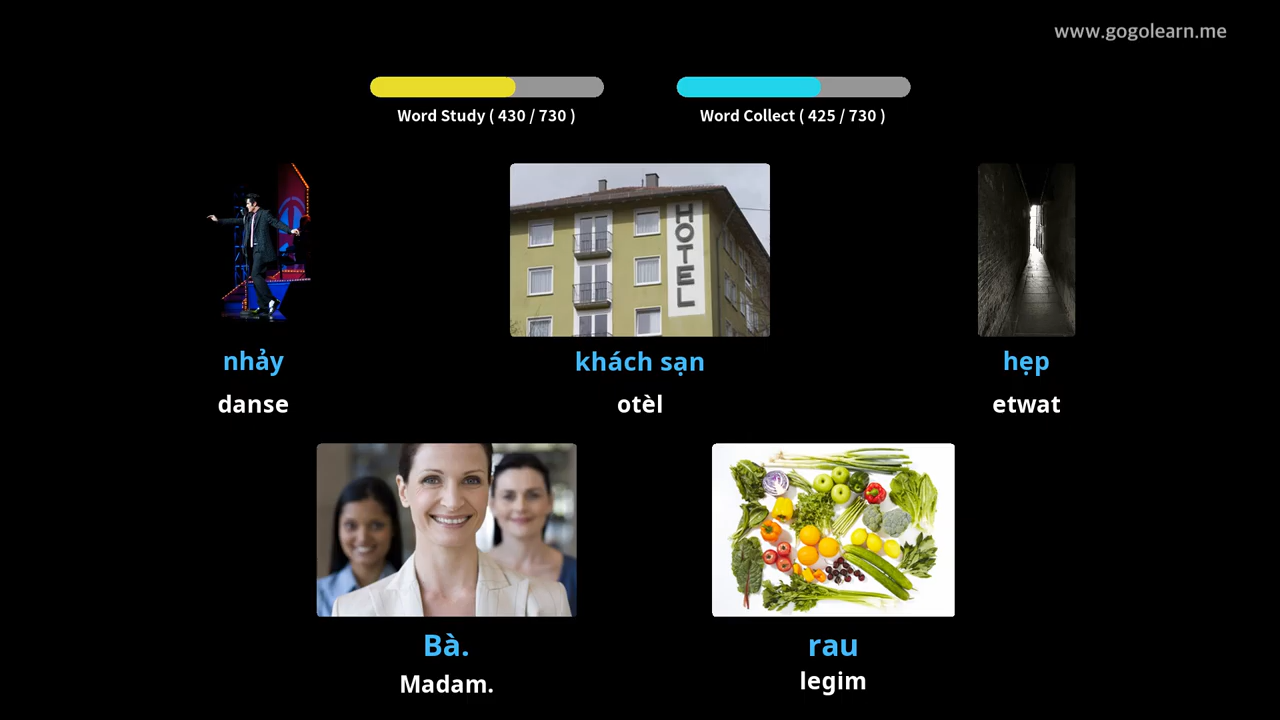 www.gogolearn.me
Word Study ( 430 / 730 )
Word Collect ( 425 / 730 )
HOTEL
nhảy
khách sạn
hẹp
danse
otèl
etwat
Bà.
rau
Madam.
legim